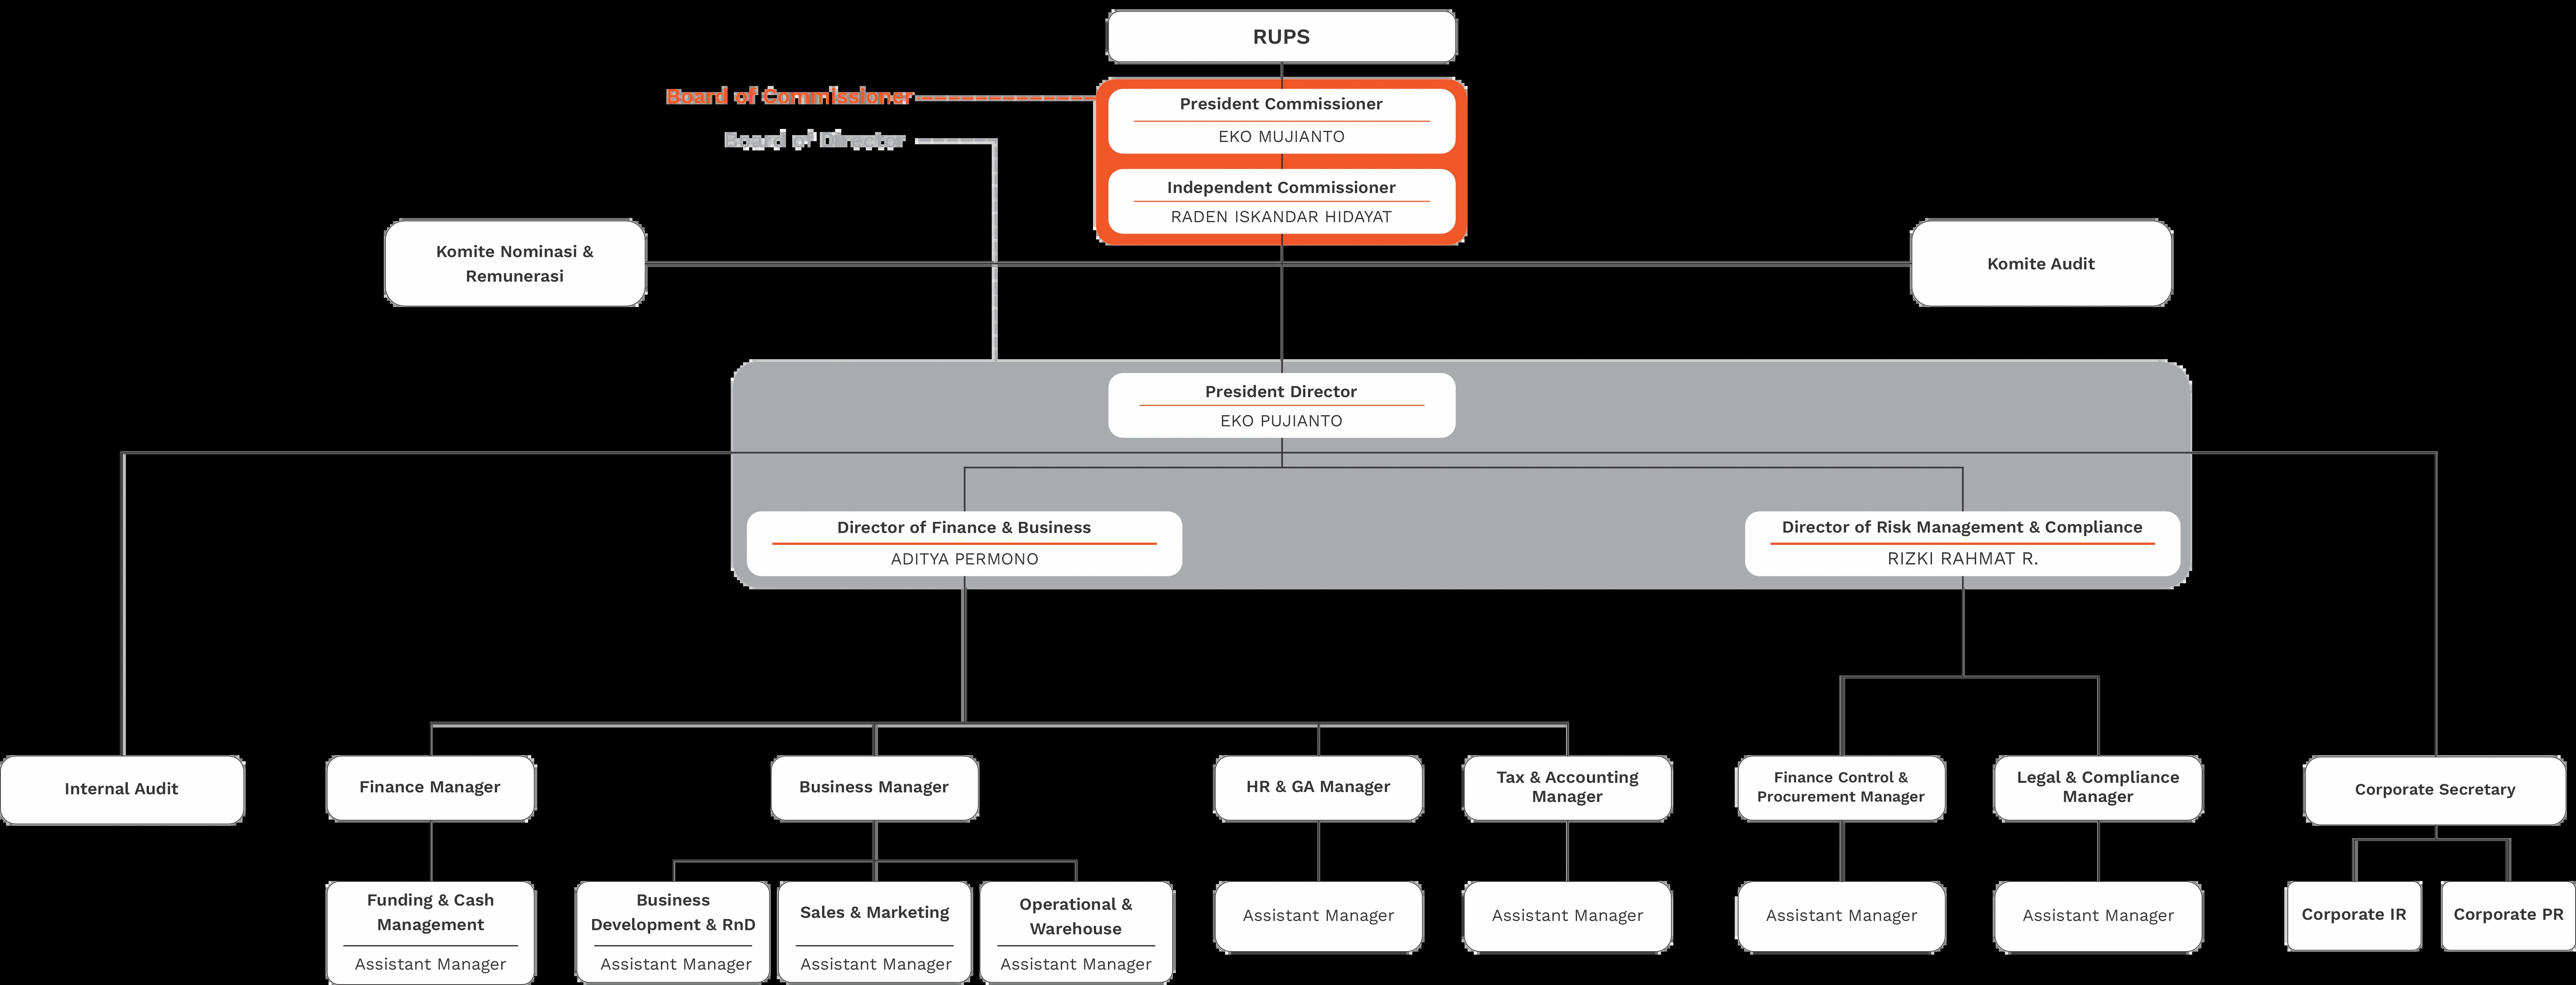 RUPS
Board of Commissioner
President Commissioner
EKO MUJIANTO
Board of Director
Independent Commissioner
RADEN ISKANDAR HIDAYAT
Komite Nominasi &
Remunerasi
Komite Audit
President Director
EKO PUJIANTO
Director of Finance & Business
ADITYA PERMONO
Director of Risk Management & Compliance
RIZKI RAHMAT R.
Internal Audit
Finance Manager
Business Manager
HR & GA Manager
Tax & Accounting
Manager
Finance Control &
Procurement Manager
Legal & Compliance
Manager
Corporate Secretary
Funding & Cash
Management
Assistant Manager
Business
Development & RnD
Assistant Manager
Sales & Marketing
Assistant Manager
Operational &
Warehouse
Assistant Manager
Assistant Manager
Assistant Manager
Assistant Manager
Assistant Manager
Corporate IR
Corporate PR